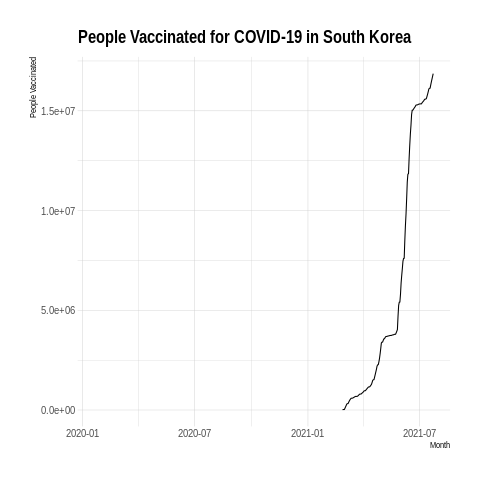 People Vaccinated for COVID-19 in South Korea
People Vaccinated
1.5e+07
1.0e+07
5.0e+06
0.0e+00
2020-01 2020-07 2021-01 2021-07
Month